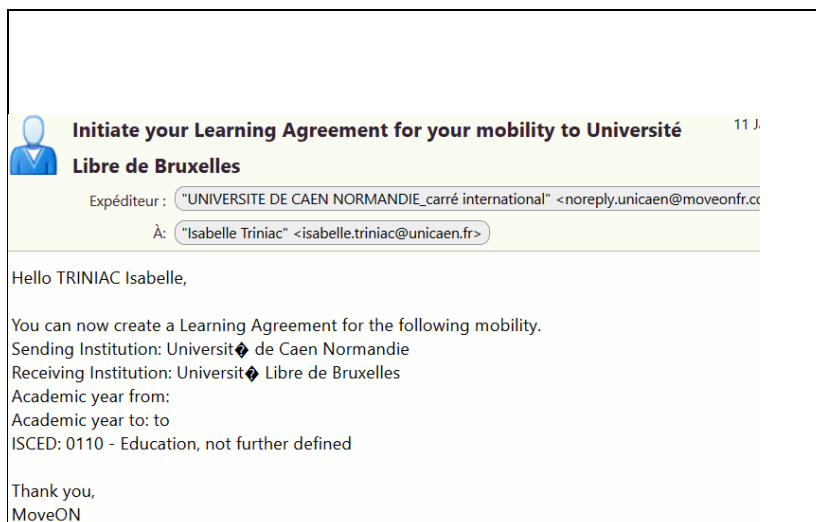 Initiate your Learning Agreement for your mobility to Université
11 J
Libre de Bruxelles
Expéditeur : "UNIVERSITE DE CAEN NORMANDIE_carré international" <noreply.unicaen@moveonfr.co
À: "Isabelle Triniac" <isabelle.triniac@unicaen.fr>
Hello TRINIAC Isabelle,
You can now create a Learning Agreement for the following mobility.
Sending Institution: Universit� de Caen Normandie
Receiving Institution: Universit� Libre de Bruxelles
Academic year from:
Academic year to: to
ISCED: 0110 - Education, not further defined
Thank you,
MoveON